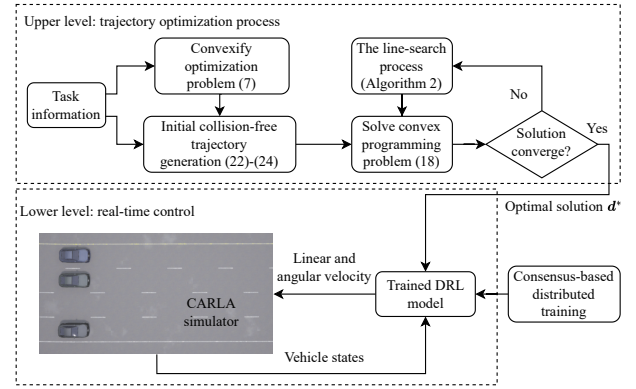 Upper level: trajectory optimization process
Task
information
Convexify
optimization
problem (7)
Initial collision-free
trajectory
generation (22)-(24)
The line-search
process
(Algorithm 2)
Solve convex
programming
problem (18)
No
Solution
converge?
Yes
Optimal solution d*
Lower level: real-time control
CARLA
simulator
Linear and
angular velocity
Trained DRL
model
Consensus-based
distributed
training
Vehicle states